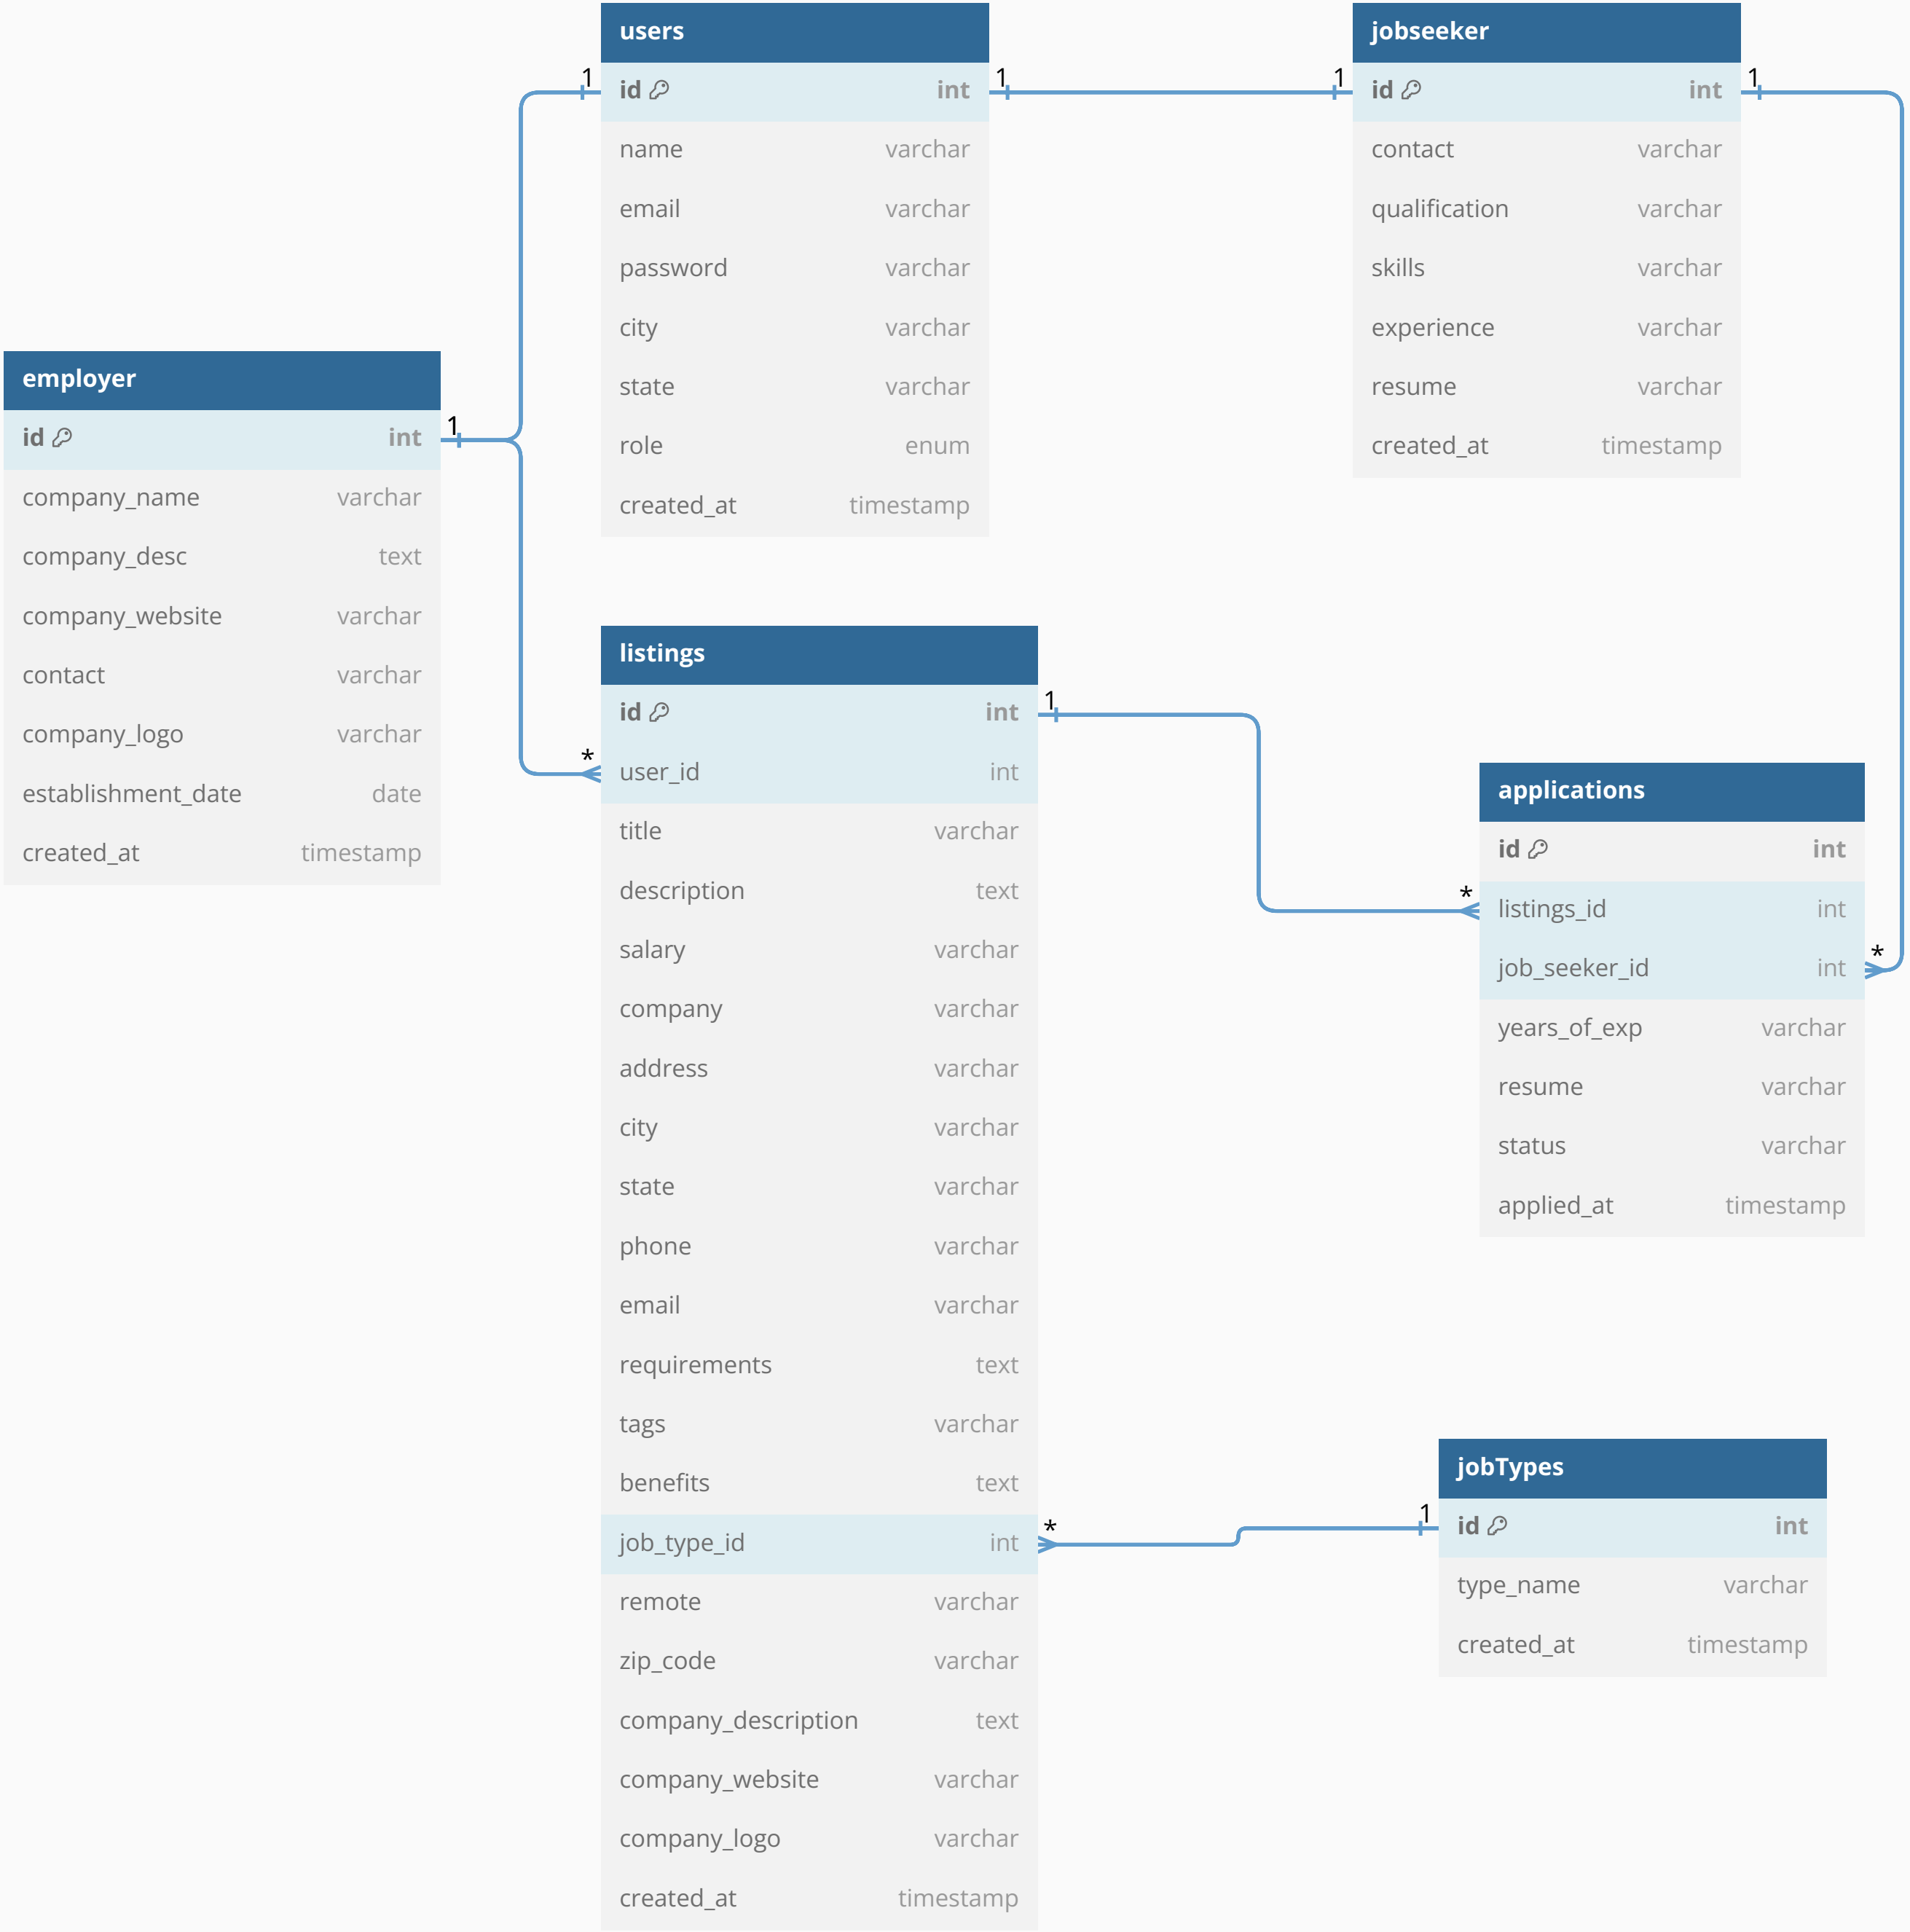 users
1 id int 1
name varchar
email varchar
password varchar
city varchar
state varchar
role enum
created_at timestamp
jobseeker
1 id int 1
contact varchar
qualification varchar
skills varchar
experience varchar
resume varchar
created_at timestamp
employer
id int 1
company_name varchar
company_desc text
company_website varchar
contact varchar
company_logo varchar
establishment_date date
created_at timestamp
listings
id int 1
* user_id int
title varchar
description text
salary varchar
company varchar
address varchar
city varchar
state varchar
phone varchar
email varchar
requirements text
tags varchar
benefits text
job_type_id int *
remote varchar
zip_code varchar
company_description text
company_website varchar
company_logo varchar
created_at timestamp
applications
id int
* listings_id int
job_seeker_id int *
years_of_exp varchar
resume varchar
status varchar
applied_at timestamp
jobTypes
1 id int
type_name varchar
created_at timestamp